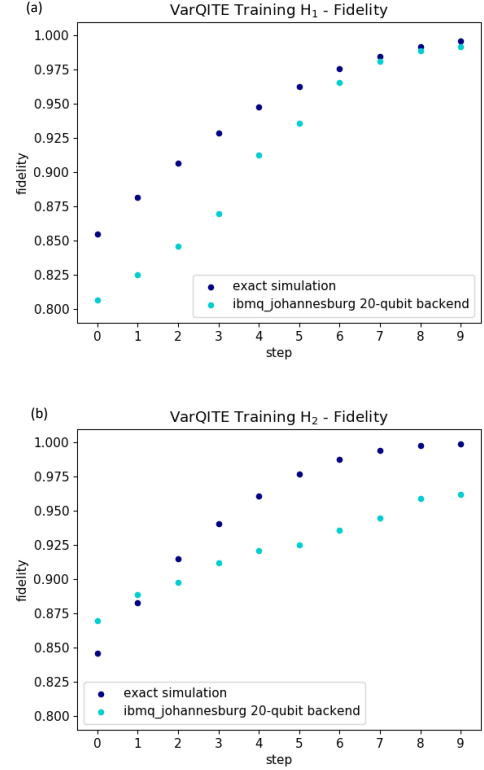 (a)
VarQITE Training H₁ - Fidelity
1.000
0.975
0.950
0.925
0.900
0.875
0.850
0.825
0.800
fidelity
exact simulation
ibmq_johannesburg 20-qubit backend
0 1 2 3 4 5 6 7 8 9
step
(b)
VarQITE Training H₂ - Fidelity
1.000
0.975
0.950
0.925
0.900
0.875
0.850
0.825
0.800
fidelity
exact simulation
ibmq_johannesburg 20-qubit backend
0 1 2 3 4 5 6 7 8 9
step